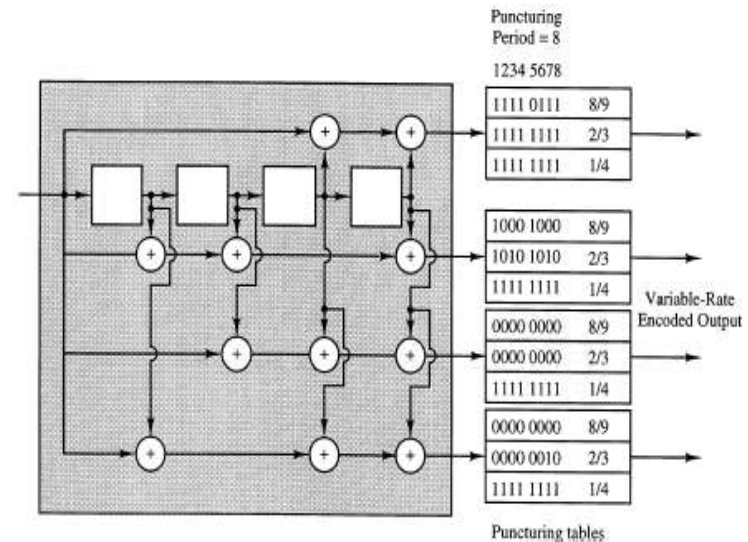 Puncturing
Period = 8
1234 5678
1111 0111 8/9
1111 1111 2/3
1111 1111 1/4
1000 1000 8/9
1010 1010 2/3
1111 1111 1/4
Variable-Rate
Encoded Output
0000 0000 8/9
0000 0000 2/3
1111 1111 1/4
0000 0000 8/9
0000 0010 2/3
1111 1111 1/4
Puncturing tables
+
+
+
+
+
+
+
+
+
+
+